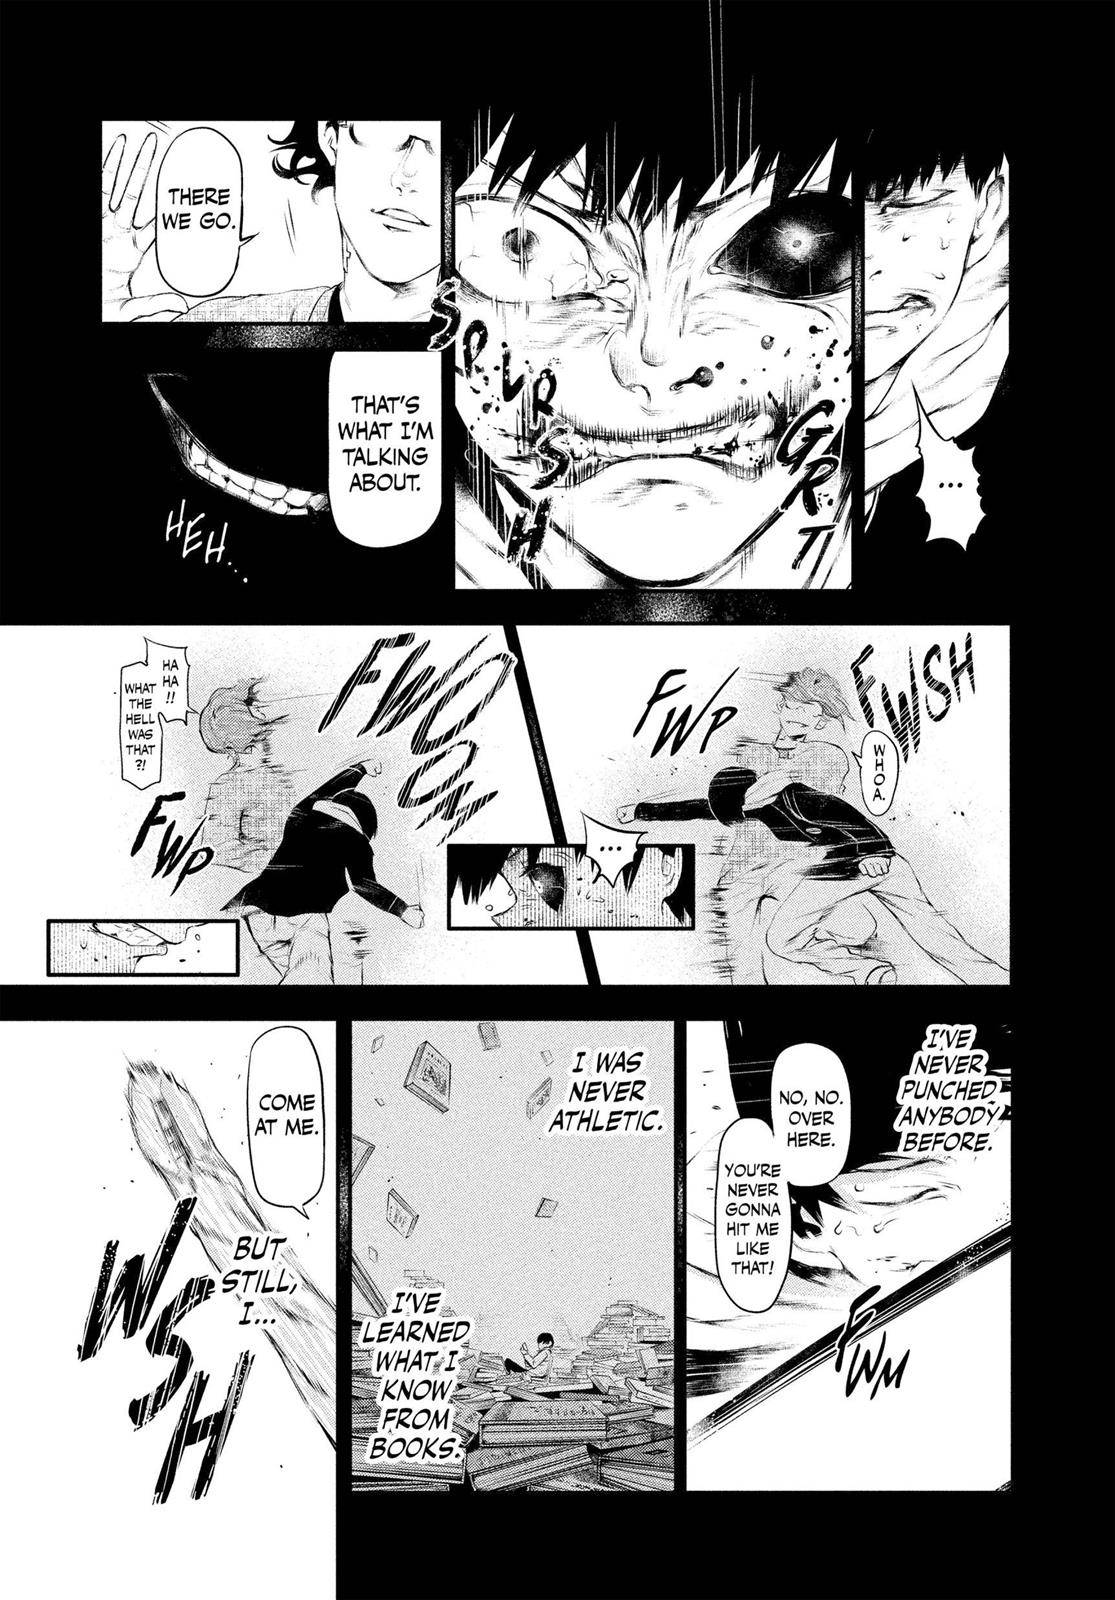 ...
SPLRSH
GRT
THERE
WE GO.
THAT'S
WHAT I'M
TALKING
ABOUT.
HEH...
FWSH
WHOA.
FWP
...
FWOOM
HA
HA!!
WHAT
THE
HELL
WAS
THAT
?!
FWP
I'VE
NEVER
PUNCHED
ANYBODY
BEFORE.
NO, NO.
OVER
HERE.
YOU'RE
NEVER
GONNA
HIT ME
LIKE
THAT!
FWM
I WAS
NEVER
ATHLETIC.
I'VE
LEARNED
WHAT I
KNOW
FROM
BOOKS.
COME
AT ME.
BUT
STILL,
I...
WSH